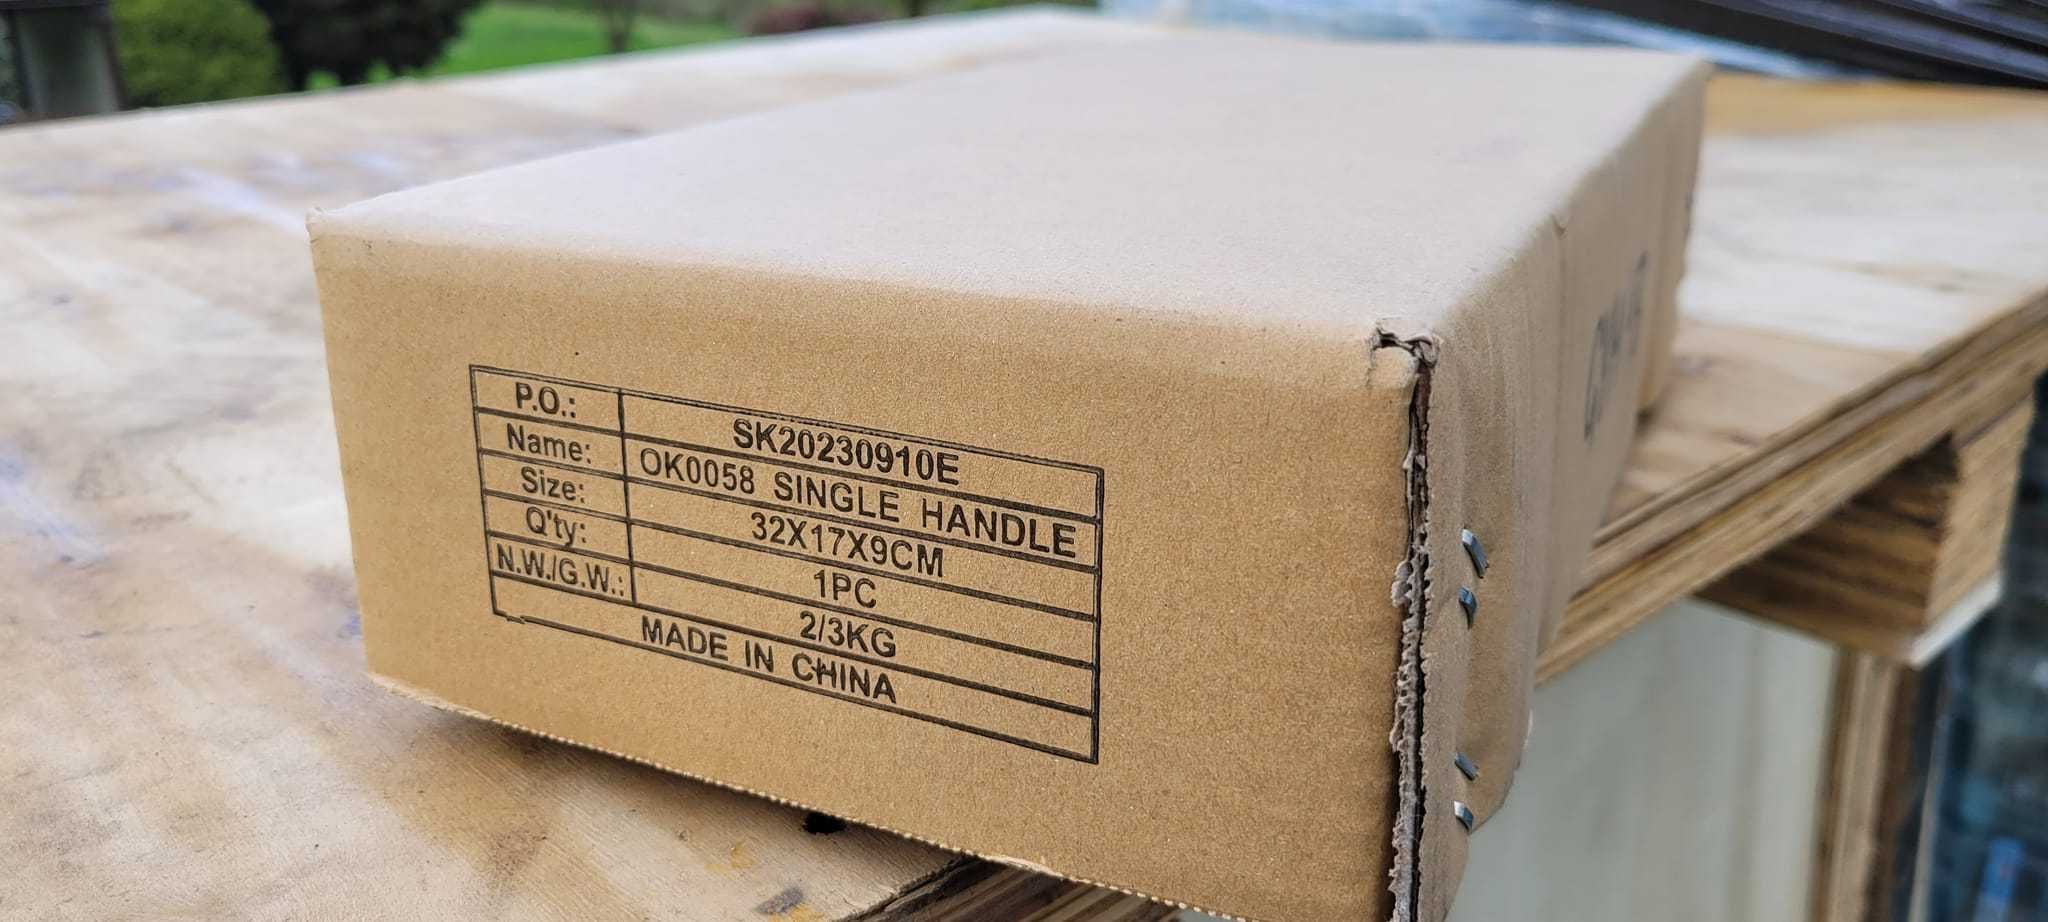 P.O.: SK20230910E
Name: OK0058 SINGLE HANDLE
Size: 32X17X9CM
Q'ty: 1PC
N.W./G.W.: 2/3KG
MADE IN CHINA